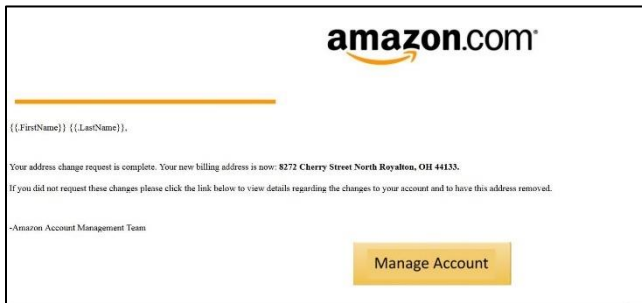 amazon.com
{{.FirstName}} {{.LastName}},
Your address change request is complete. Your new billing address is now: 8272 Cherry Street North Royalton, OH 44133.
If you did not request these changes please click the link below to view details regarding the changes to your account and to have this address removed.
-Amazon Account Management Team
Manage Account